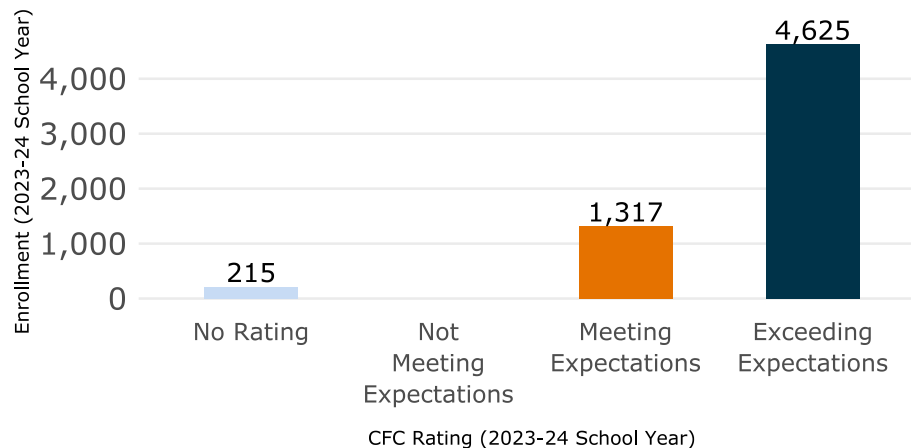 Enrollment (2023-24 School Year)
4,000
3,000
2,000
1,000
0
215
1,317
4,625
No Rating
Not
Meeting
Expectations
Meeting
Expectations
Exceeding
Expectations
CFC Rating (2023-24 School Year)